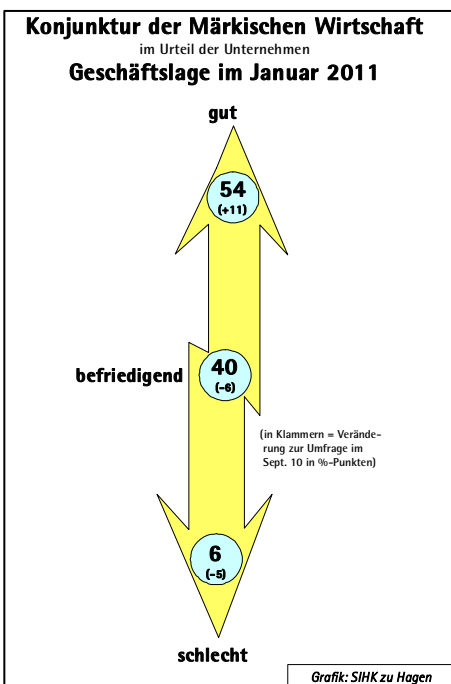 Konjunktur der Märkischen Wirtschaft
im Urteil der Unternehmen
Geschäftslage im Januar 2011
gut
54
(+11)
befriedigend
40
(-6)
(in Klammern = Verände-
rung zur Umfrage im
Sept. 10 in %-Punkten)
6
(-5)
schlecht
Grafik: SIHK zu Hagen